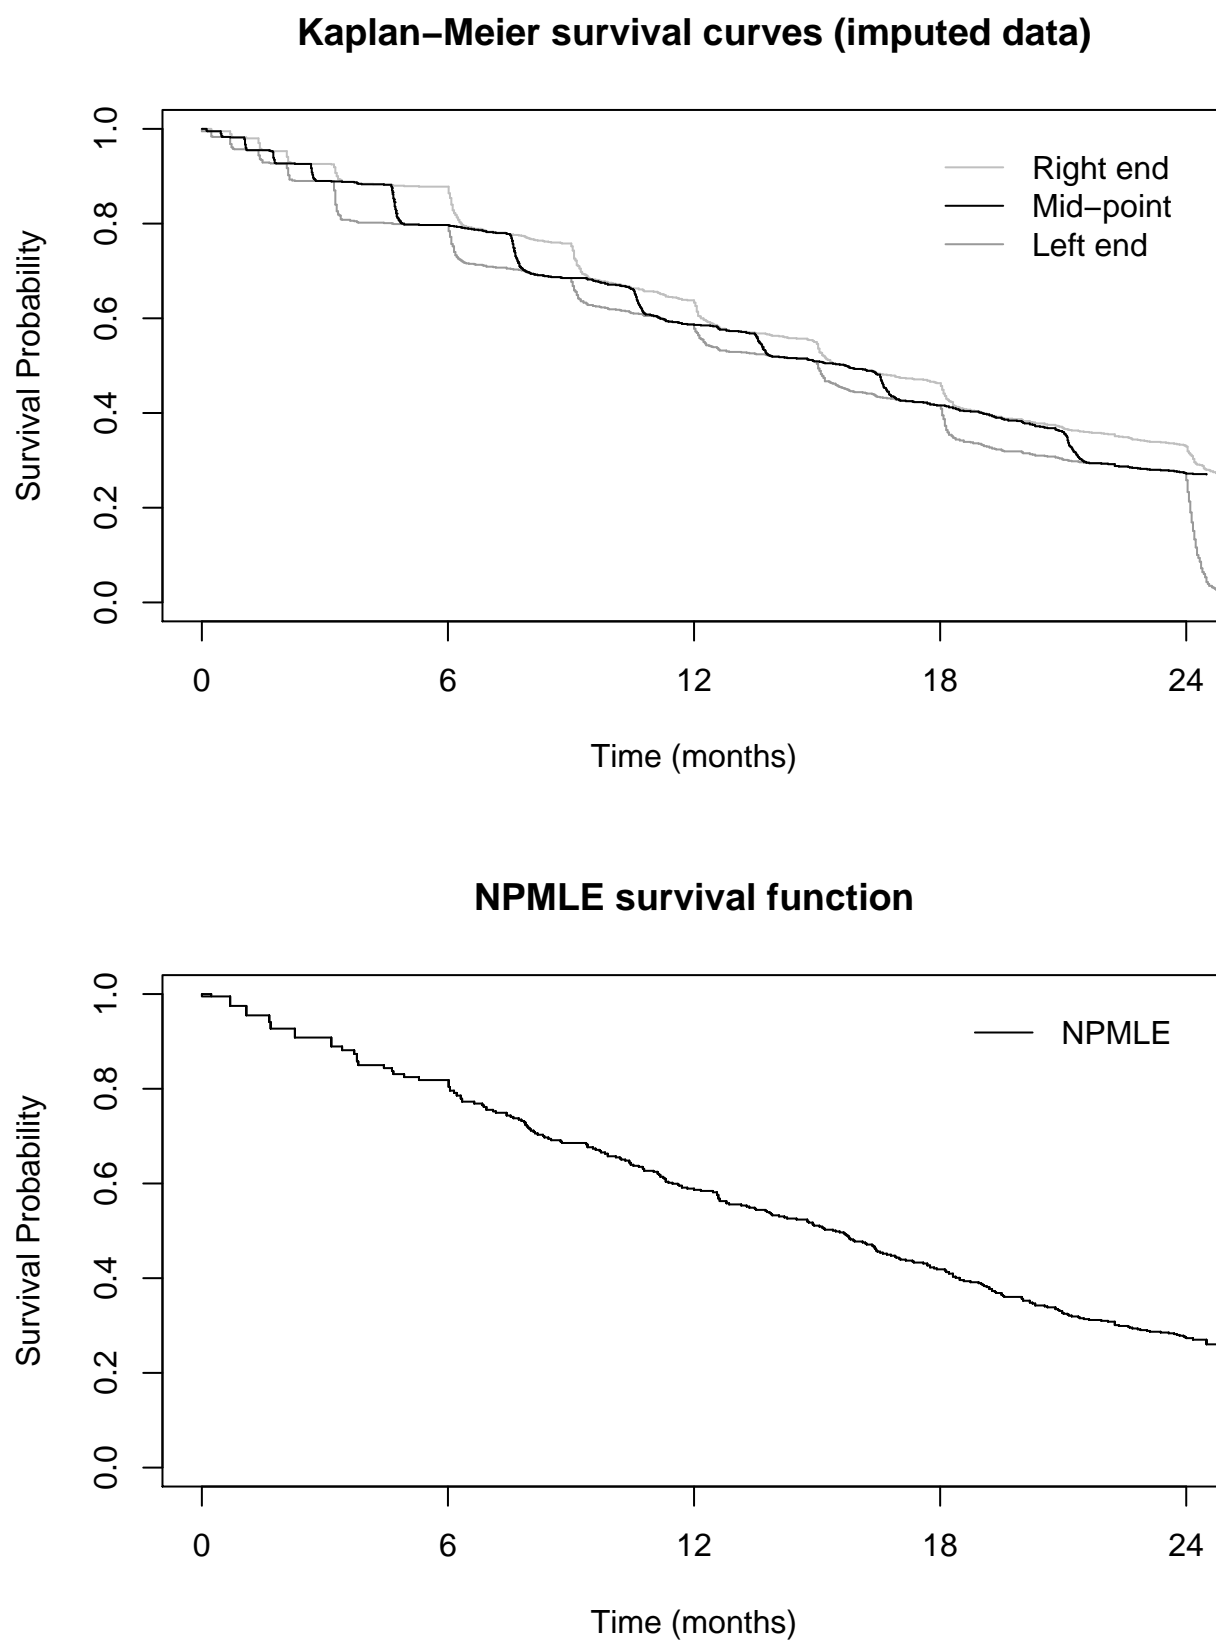 Kaplan−Meier survival curves (imputed data)
Survival Probability
1.0
0.8
0.6
0.4
0.2
0.0
Right end
Mid−point
Left end
0 6 12 18 24
Time (months)
NPMLE survival function
Survival Probability
1.0
0.8
0.6
0.4
0.2
0.0
NPMLE
0 6 12 18 24
Time (months)